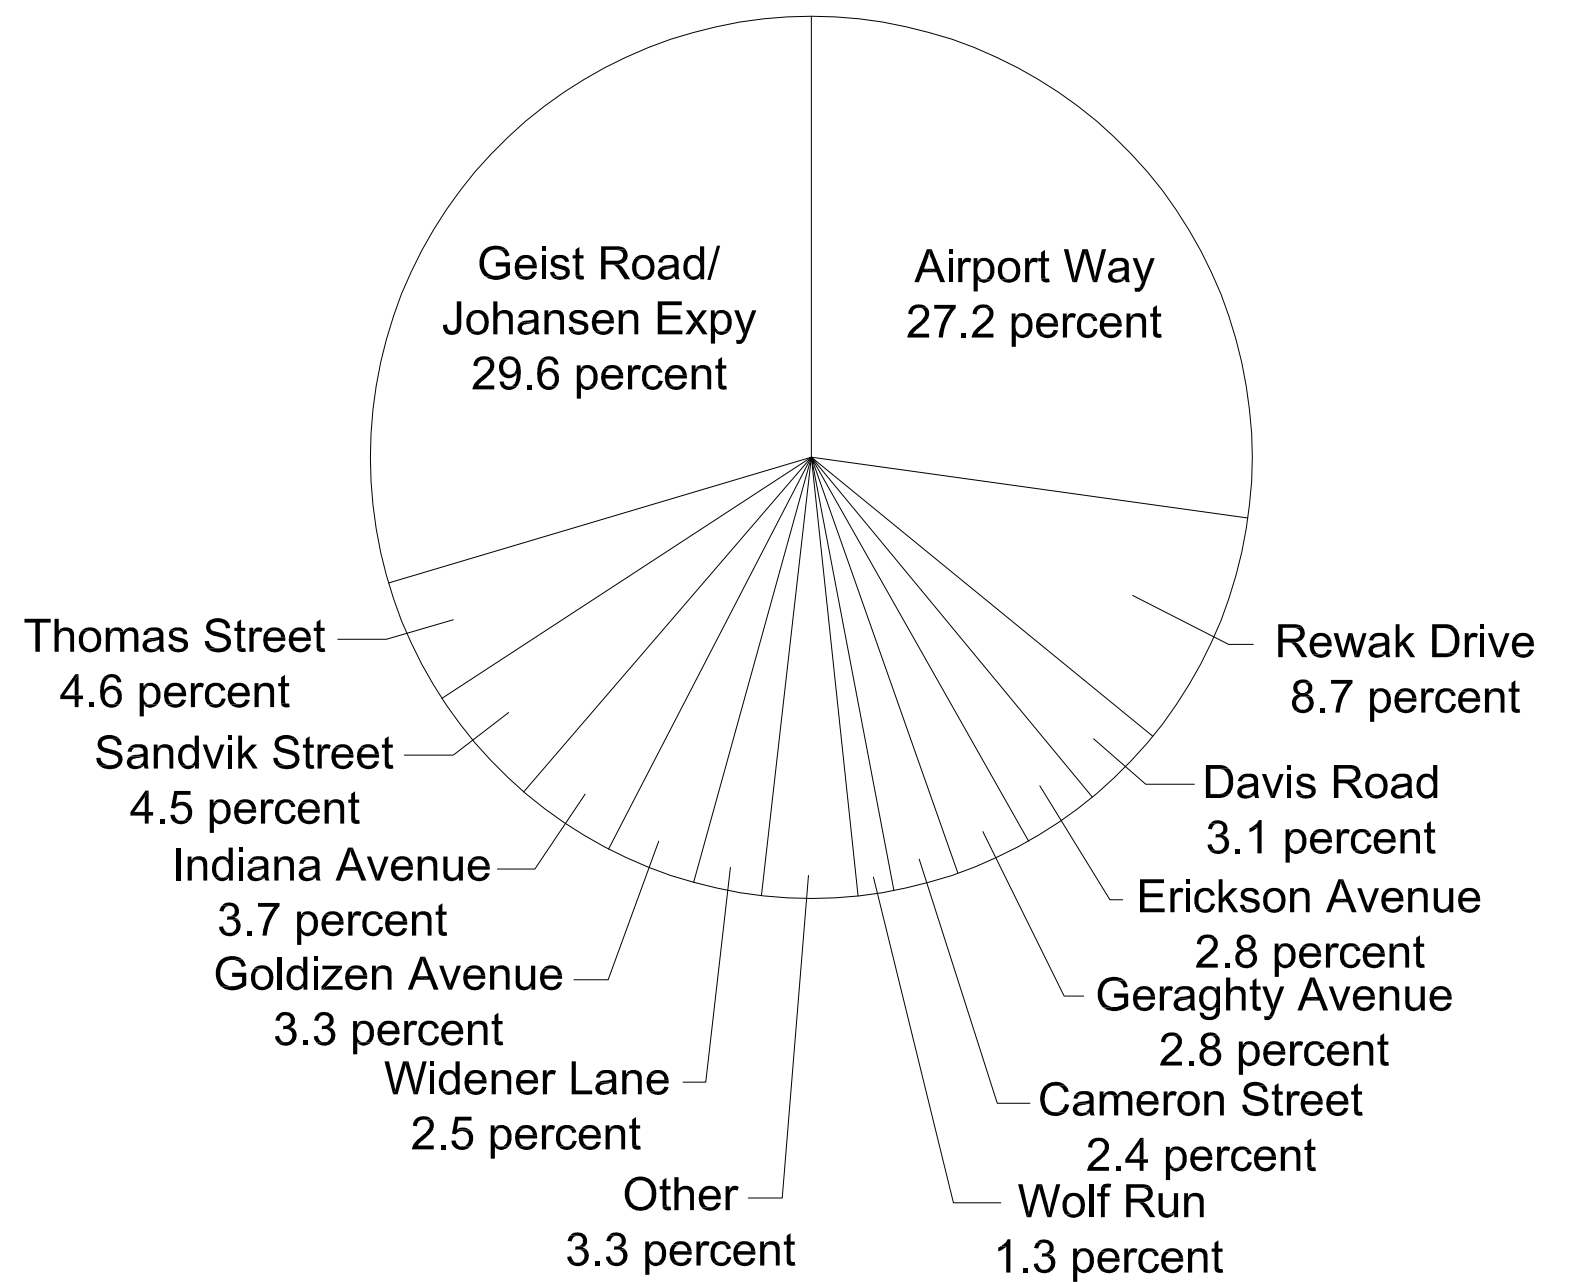 Geist Road/
Johansen Expy
29.6 percent
Airport Way
27.2 percent
Thomas Street
4.6 percent
Rewak Drive
8.7 percent
Sandvik Street
4.5 percent
Davis Road
3.1 percent
Indiana Avenue
3.7 percent
Erickson Avenue
2.8 percent
Goldizen Avenue
3.3 percent
Geraghty Avenue
2.8 percent
Widener Lane
2.5 percent
Cameron Street
2.4 percent
Other
3.3 percent
Wolf Run
1.3 percent